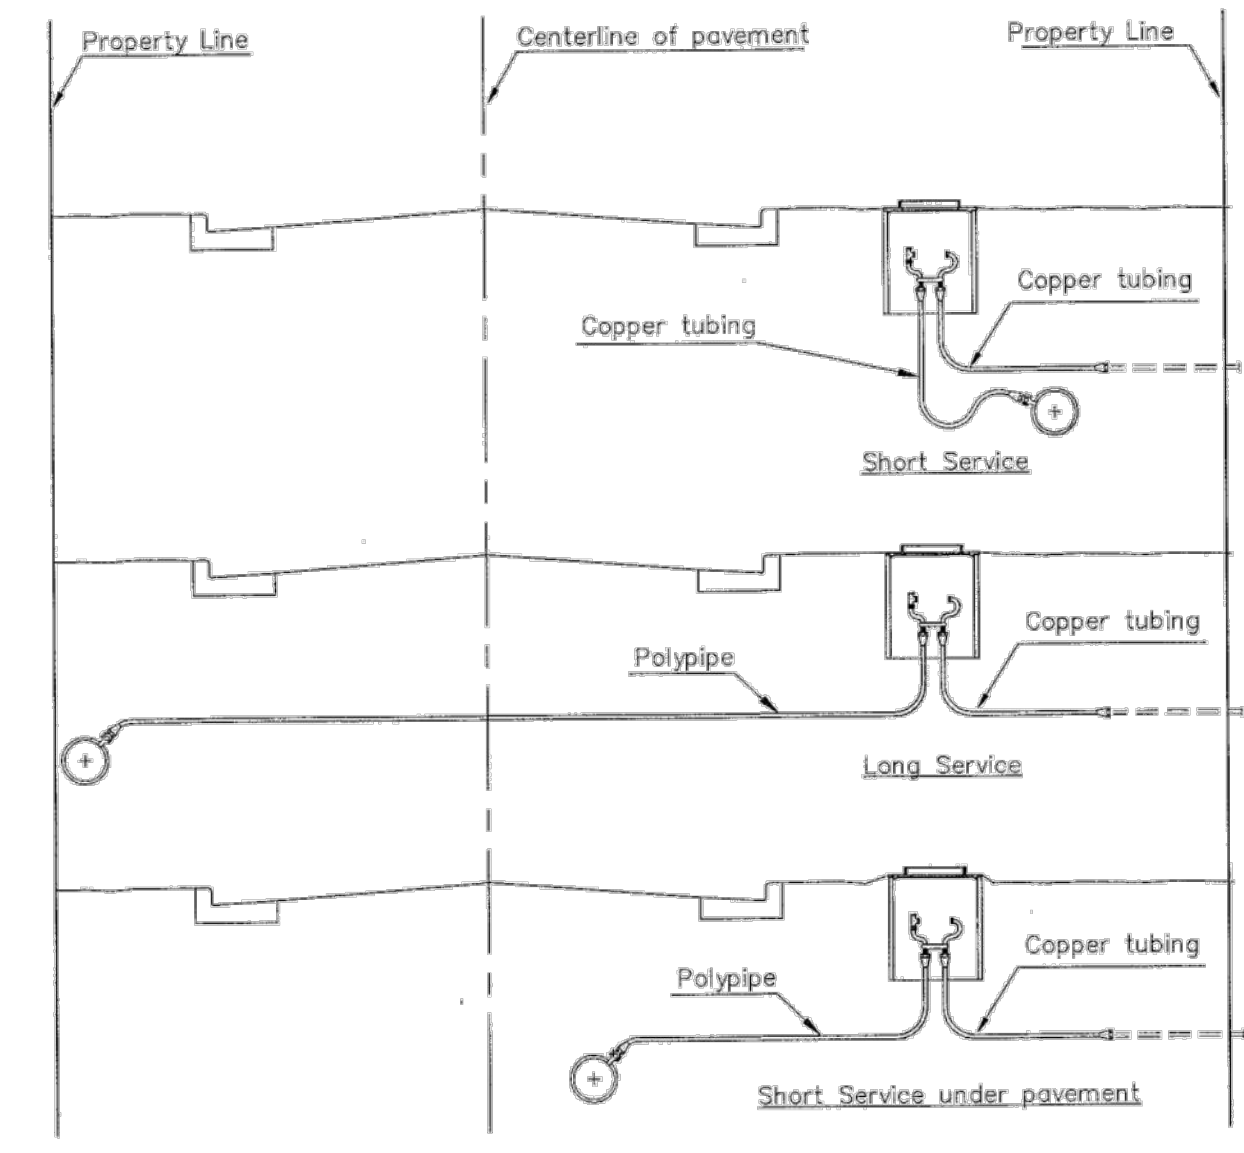 Property Line
Centerline of pavement
Property Line
Copper tubing
Copper tubing
Short Service
Copper tubing
Polypipe
Long Service
Copper tubing
Polypipe
Short Service under pavement